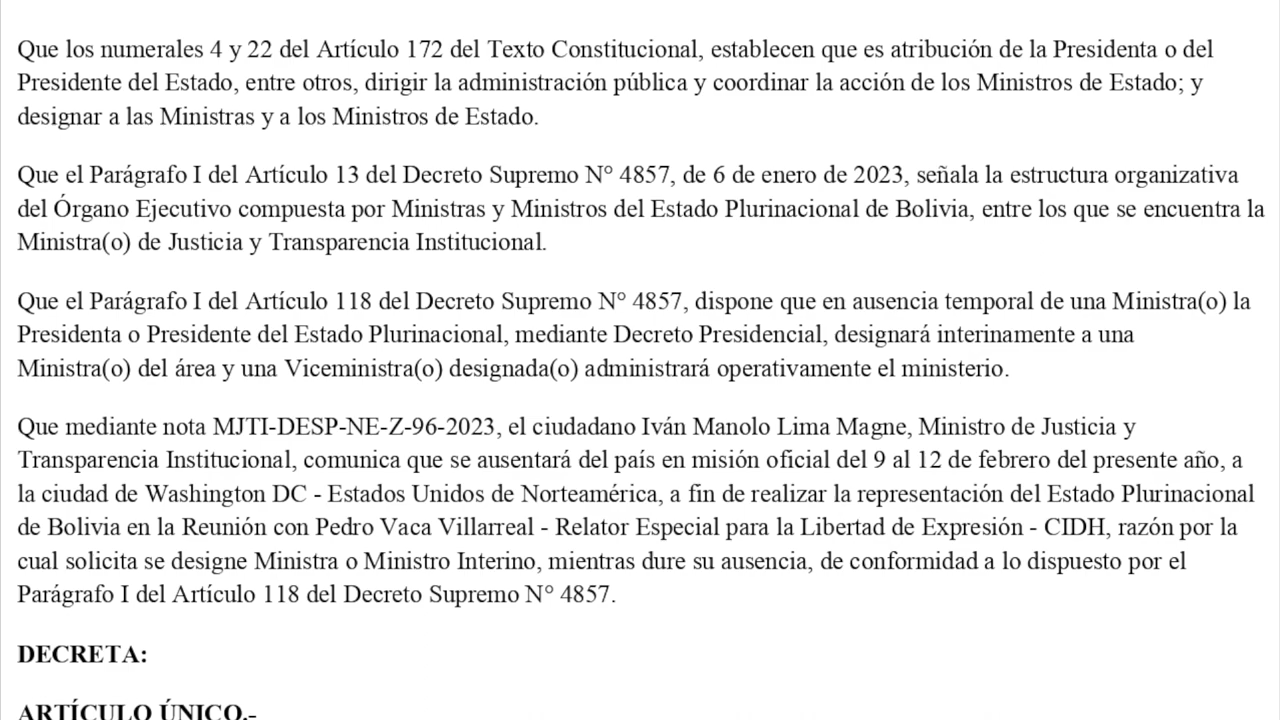 Que los numerales 4 y 22 del Artículo 172 del Texto Constitucional, establecen que es atribución de la Presidenta o del
Presidente del Estado, entre otros, dirigir la administración pública y coordinar la acción de los Ministros de Estado; y
designar a las Ministras y a los Ministros de Estado.
Que el Parágrafo I del Artículo 13 del Decreto Supremo N° 4857, de 6 de enero de 2023, señala la estructura organizativa
del Órgano Ejecutivo compuesta por Ministras y Ministros del Estado Plurinacional de Bolivia, entre los que se encuentra la
Ministra(o) de Justicia y Transparencia Institucional.
Que el Parágrafo I del Artículo 118 del Decreto Supremo N° 4857, dispone que en ausencia temporal de una Ministra(o) la
Presidenta o Presidente del Estado Plurinacional, mediante Decreto Presidencial, designará interinamente a una
Ministra(o) del área y una Viceministra(o) designada(o) administrará operativamente el ministerio.
Que mediante nota MJTI-DESP-NE-Z-96-2023, el ciudadano Iván Manolo Lima Magne, Ministro de Justicia y
Transparencia Institucional, comunica que se ausentará del país en misión oficial del 9 al 12 de febrero del presente año, a
la ciudad de Washington DC - Estados Unidos de Norteamérica, a fin de realizar la representación del Estado Plurinacional
de Bolivia en la Reunión con Pedro Vaca Villarreal - Relator Especial para la Libertad de Expresión - CIDH, razón por la
cual solicita se designe Ministra o Ministro Interino, mientras dure su ausencia, de conformidad a lo dispuesto por el
Parágrafo I del Artículo 118 del Decreto Supremo N° 4857.
DECRETA:
ARTÍCULO ÚNICO.-